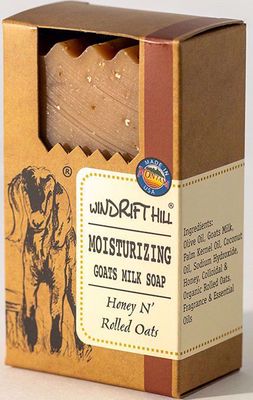 ®
MADE IN
USA
WINDRIFT HILL®
MOISTURIZING
GOATS MILK SOAP
Honey N'
Rolled Oats
Ingredients:
Olive Oil, Goats Milk,
Palm Kernel Oil, Coconut
Oil, Sodium Hydroxide,
Honey, Colloidal &
Organic Rolled Oats,
Fragrance & Essential
Oils